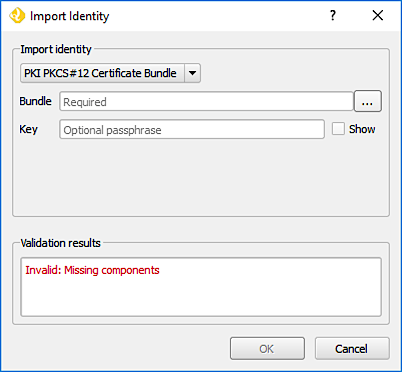 Import Identity
Import identity
PKI PKCS#12 Certificate Bundle
Bundle Required ...
Key Optional passphrase Show
Validation results
Invalid: Missing components
OK Cancel